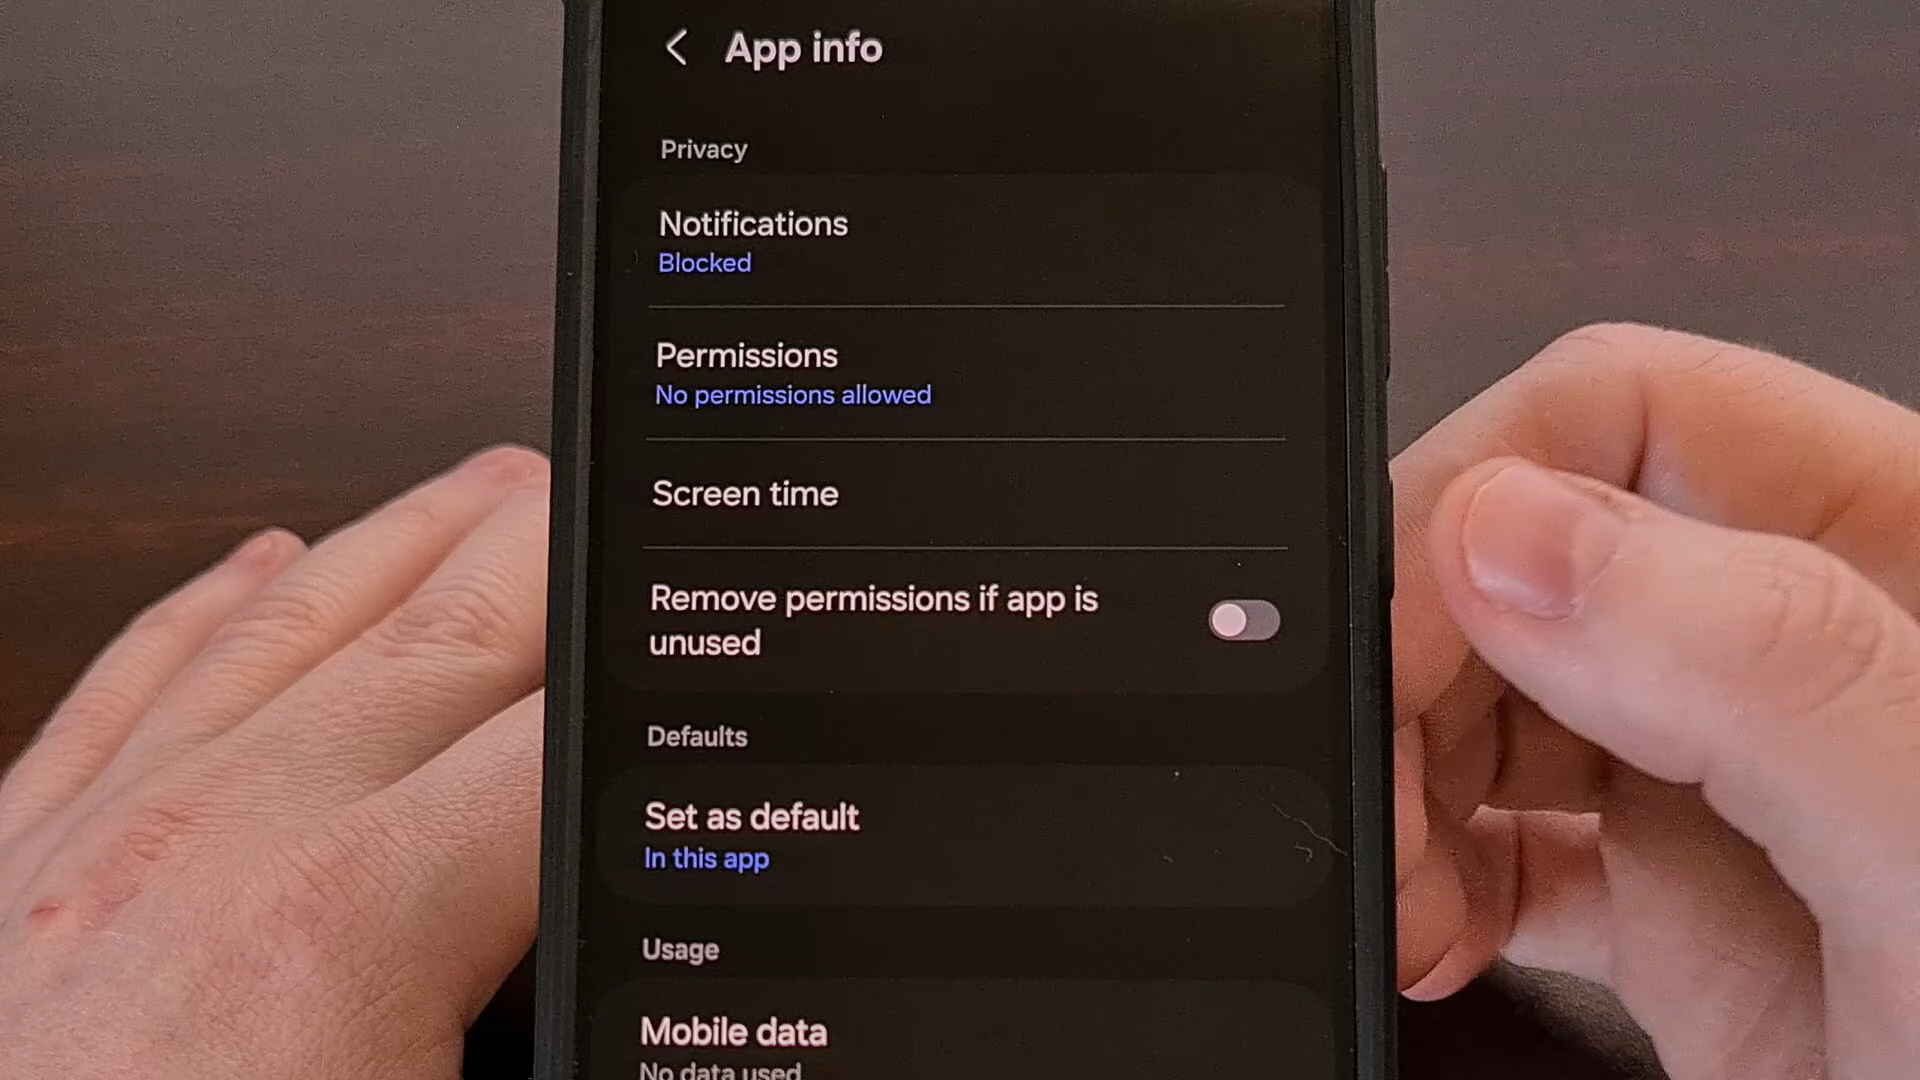 App info
Privacy
Notifications
Blocked
Permissions
No permissions allowed
Screen time
Remove permissions if app is
unused
Defaults
Set as default
In this app
Usage
Mobile data
No data used